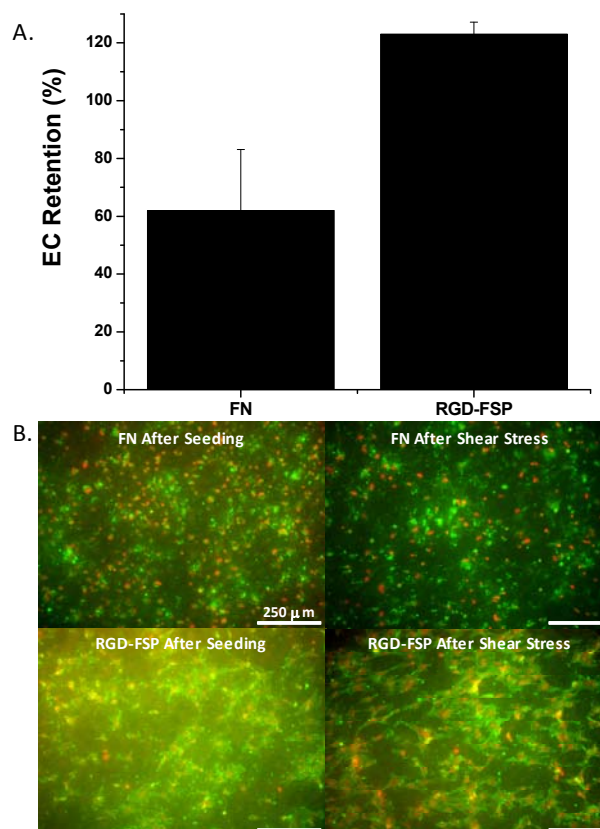 A.
EC Retention (%)
120
100
80
60
40
20
0
FN
RGD-FSP
B.
FN After Seeding
FN After Shear Stress
250 μm
RGD-FSP After Seeding
RGD-FSP After Shear Stress